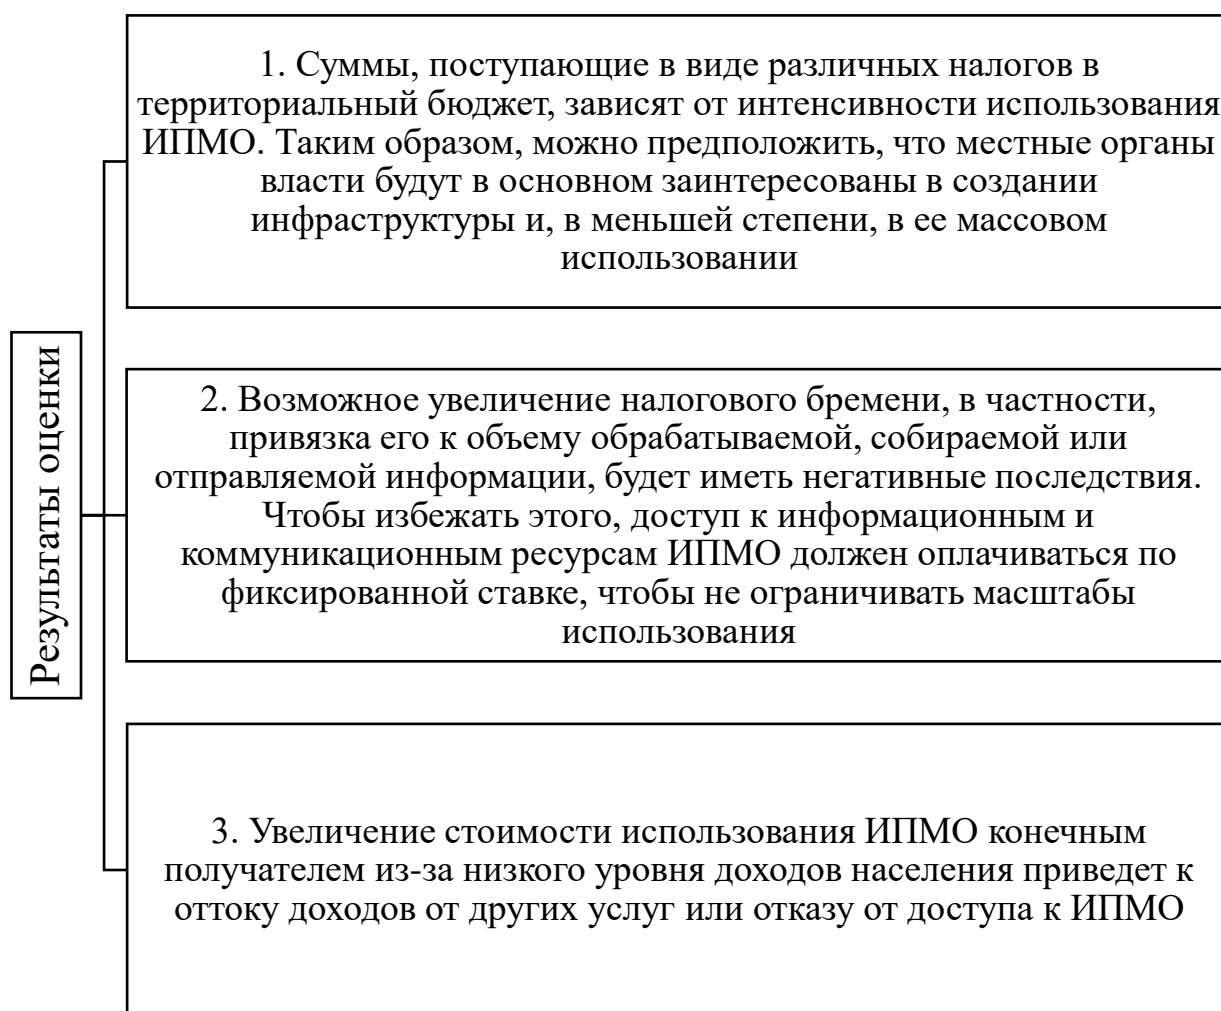 Результаты оценки
1. Суммы, поступающие в виде различных налогов в
территориальный бюджет, зависят от интенсивности использования
ИПМО. Таким образом, можно предположить, что местные органы
власти будут в основном заинтересованы в создании
инфраструктуры и, в меньшей степени, в ее массовом
использовании
2. Возможное увеличение налогового бремени, в частности,
привязка его к объему обрабатываемой, собираемой или
отправляемой информации, будет иметь негативные последствия.
Чтобы избежать этого, доступ к информационным и
коммуникационным ресурсам ИПМО должен оплачиваться по
фиксированной ставке, чтобы не ограничивать масштабы
использования
3. Увеличение стоимости использования ИПМО конечным
получателем из-за низкого уровня доходов населения приведет к
оттоку доходов от других услуг или отказу от доступа к ИПМО